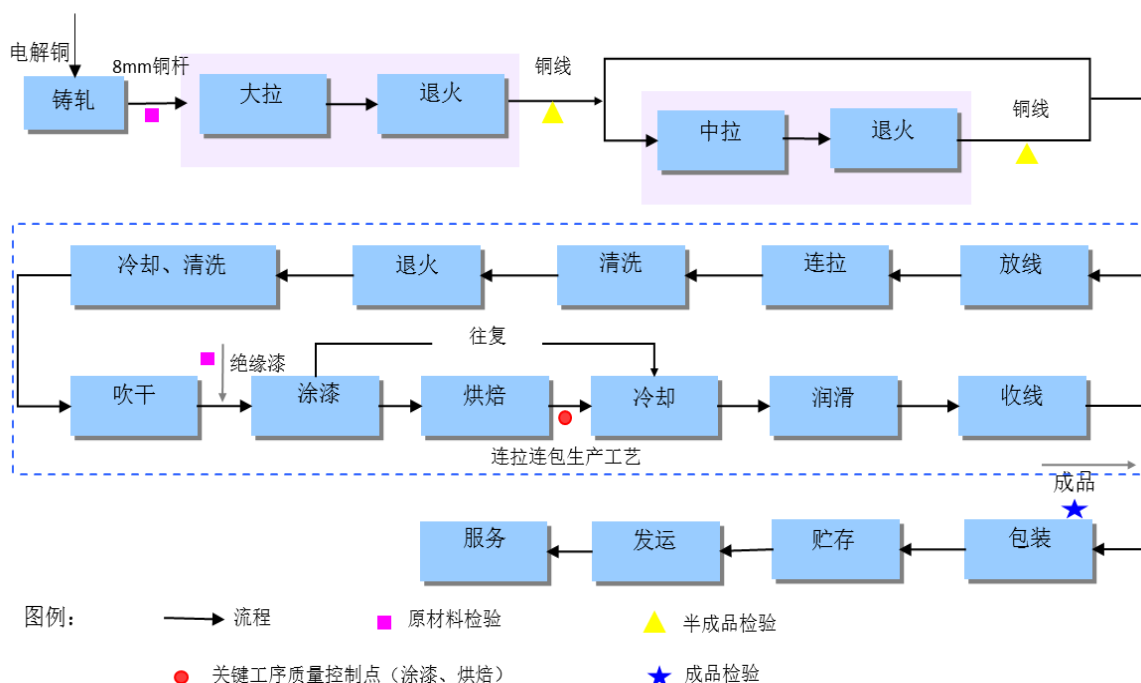 电解铜
铸轧
8mm铜杆
大拉
退火
铜线
中拉
退火
铜线
冷却、清洗
退火
清洗
连拉
放线
往复
吹干
绝缘漆
涂漆
烘焙
冷却
润滑
收线
连拉连包生产工艺
成品
服务
发运
贮存
包装
图例：
流程
原材料检验
半成品检验
关键工序质量控制点（涂漆、烘焙）
成品检验